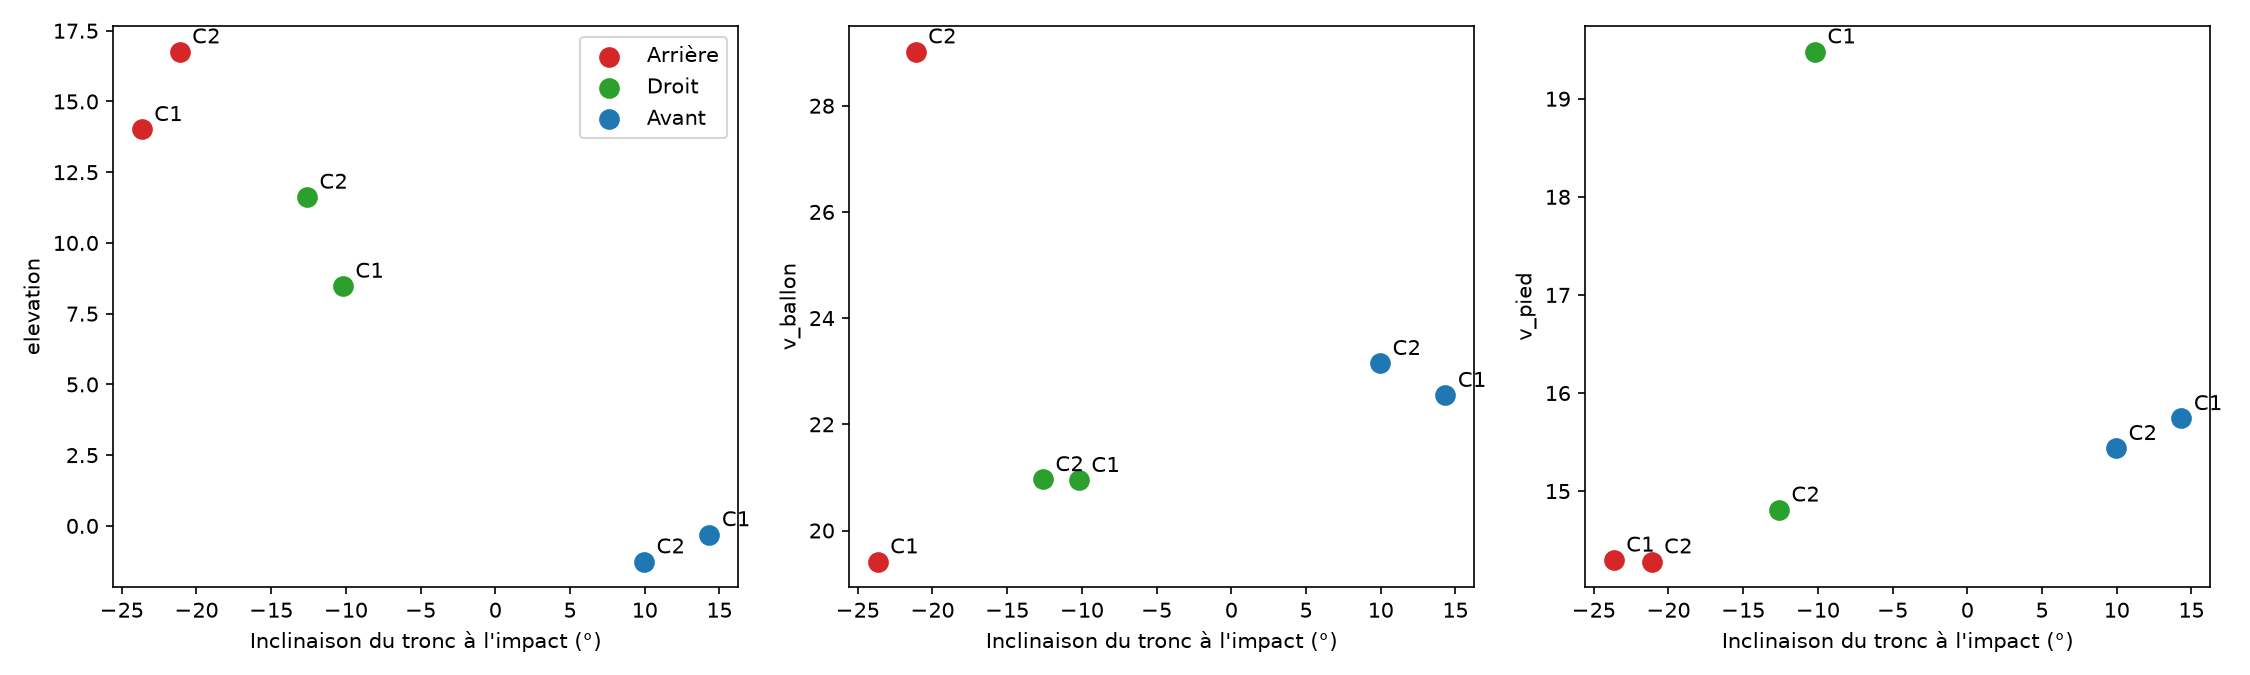 elevation
17.5
15.0
12.5
10.0
7.5
5.0
2.5
0.0
C2
C1
C2
C1
C1
C2
Arrière
Droit
Avant
−25 −20 −15 −10 −5 0 5 10 15
Inclinaison du tronc à l'impact (°)
v_ballon
28
26
24
22
20
C2
C2
C1
C2 C1
C1
−25 −20 −15 −10 −5 0 5 10 15
Inclinaison du tronc à l'impact (°)
v_pied
19
18
17
16
15
C1
C1
C2
C2
C1 C2
−25 −20 −15 −10 −5 0 5 10 15
Inclinaison du tronc à l'impact (°)